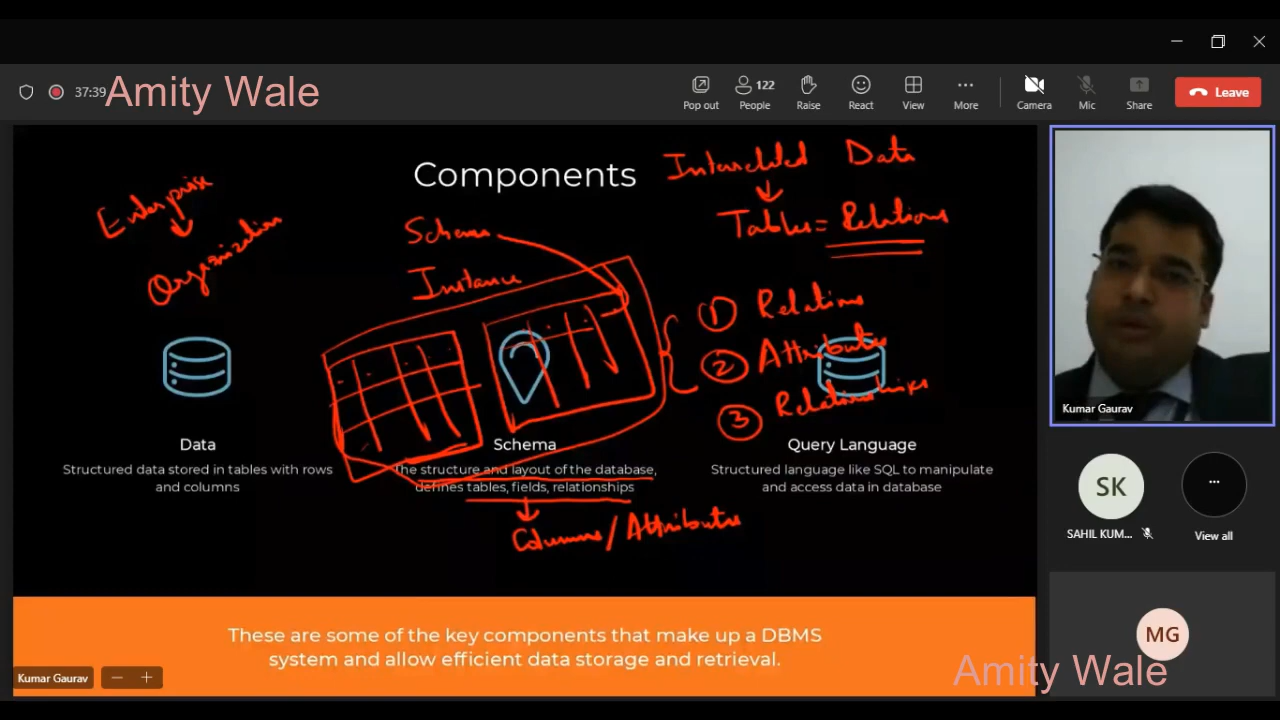 37:39
Amity Wale
Pop out
122
People
Raise
React
View
More
Camera
Mic
Share
Leave
Components
Interrelated Data
Tables = Relations
Enterprise
Organization
Schema
Instance
1 Relations
2 Attributes
3 Relationships
Data
Structured data stored in tables with rows
and columns
Schema
The structure and layout of the database,
defines tables, fields, relationships
Columns/Attributes
Query Language
Structured language like SQL to manipulate
and access data in database
These are some of the key components that make up a DBMS
system and allow efficient data storage and retrieval.
Kumar Gaurav
Kumar Gaurav
SK
SAHIL KUM...
...
View all
MG
Amity Wale